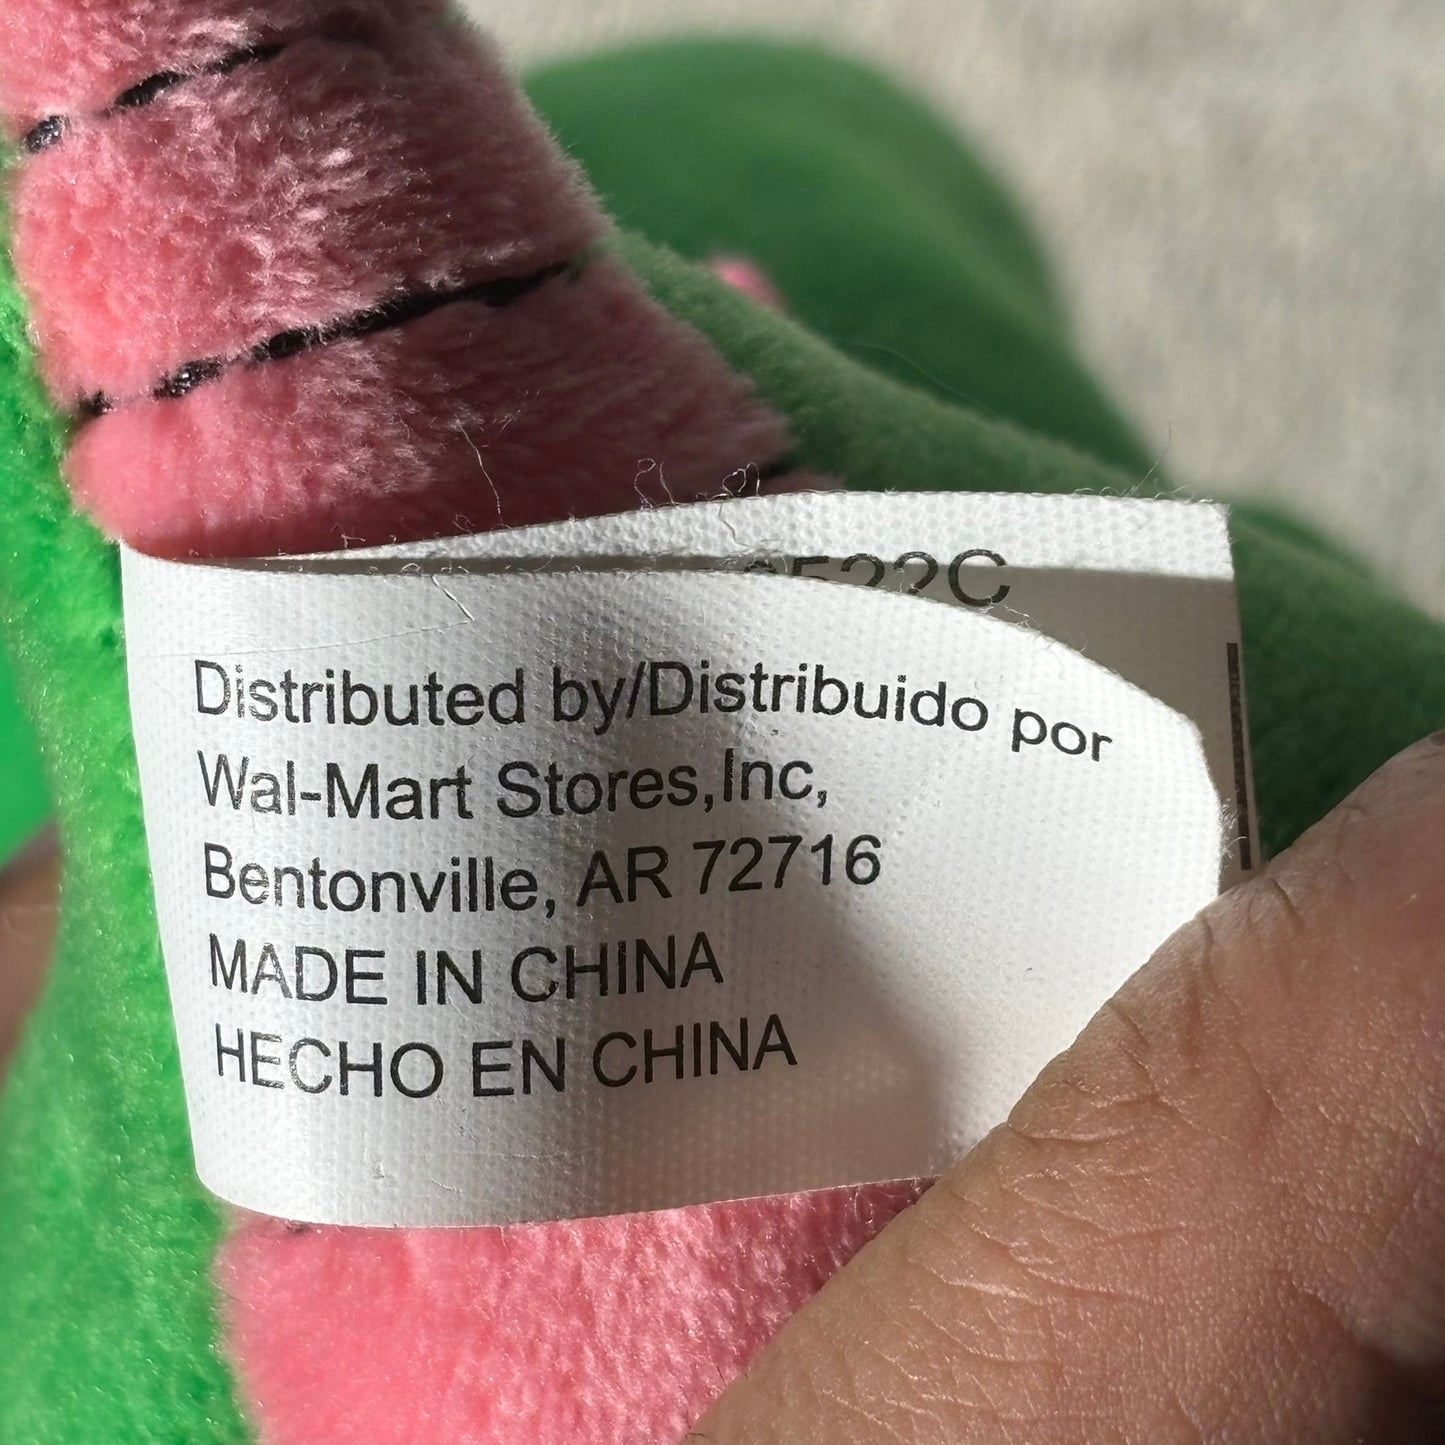 Distributed by/Distribuido por
Wal-Mart Stores,Inc,
Bentonville, AR 72716
MADE IN CHINA
HECHO EN CHINA